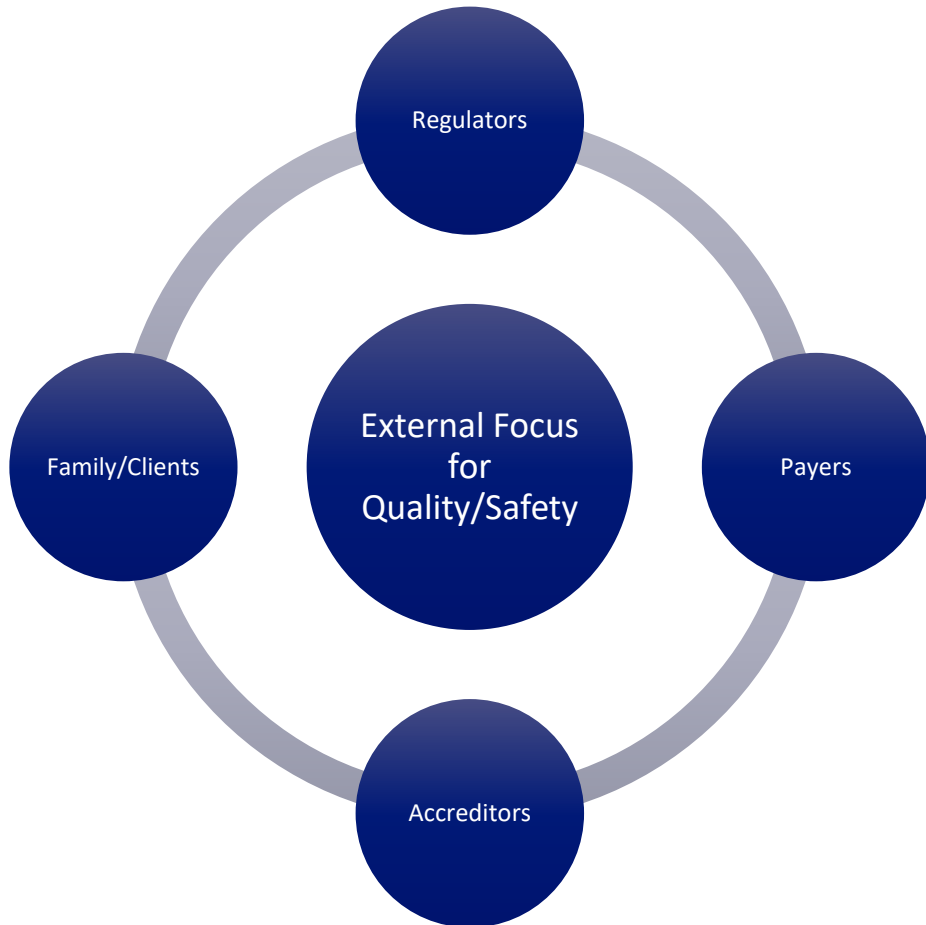 Regulators
Family/Clients
External Focus
for
Quality/Safety
Payers
Accreditors